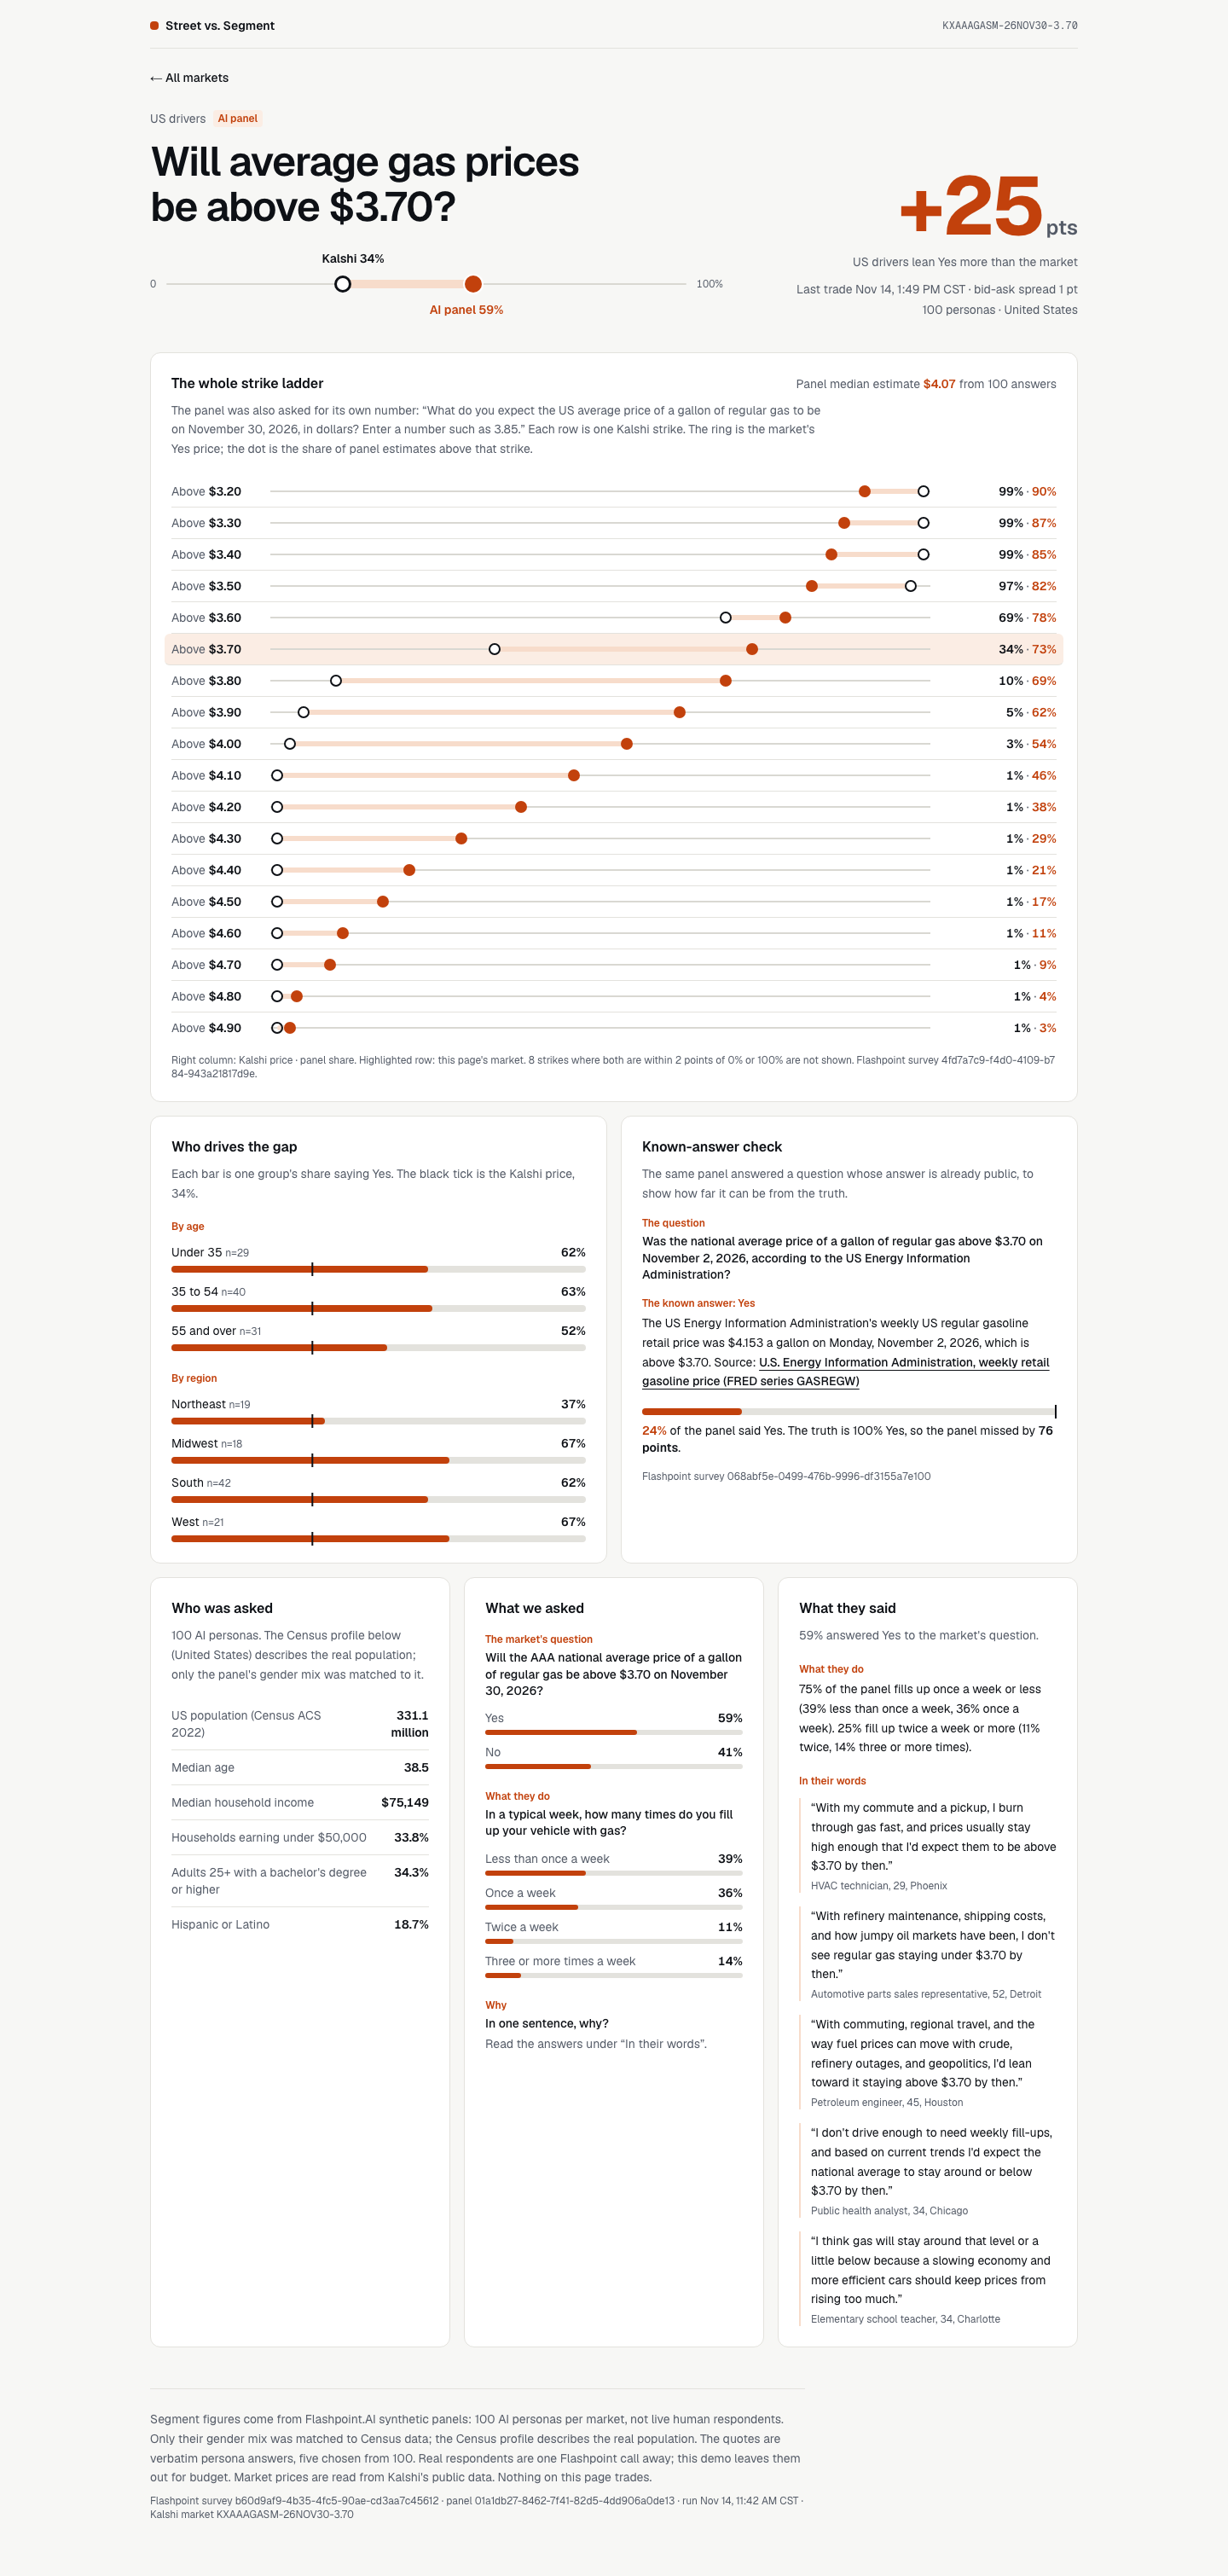 Street vs. Segment
KXAAAGASM-26NOV30-3.70
← All markets
US drivers
AI panel
Will average gas prices
be above $3.70?
+25 pts
US drivers lean Yes more than the market
Last trade Nov 14, 1:49 PM CST · bid-ask spread 1 pt
100 personas · United States
Kalshi 34%
0
100%
AI panel 59%
The whole strike ladder
Panel median estimate $4.07 from 100 answers
The panel was also asked for its own number: “What do you expect the US average price of a gallon of regular gas to be
on November 30, 2026, in dollars? Enter a number such as 3.85.” Each row is one Kalshi strike. The ring is the market's
Yes price; the dot is the share of panel estimates above that strike.
Above $3.20 99% · 90%
Above $3.30 99% · 87%
Above $3.40 99% · 85%
Above $3.50 97% · 82%
Above $3.60 69% · 78%
Above $3.70 34% · 73%
Above $3.80 10% · 69%
Above $3.90 5% · 62%
Above $4.00 3% · 54%
Above $4.10 1% · 46%
Above $4.20 1% · 38%
Above $4.30 1% · 29%
Above $4.40 1% · 21%
Above $4.50 1% · 17%
Above $4.60 1% · 11%
Above $4.70 1% · 9%
Above $4.80 1% · 4%
Above $4.90 1% · 3%
Right column: Kalshi price · panel share. Highlighted row: this page's market. 8 strikes where both are within 2 points of 0% or 100% are not shown. Flashpoint survey 4fd7a7c9-f4d0-4109-b7
84-943a21817d9e.
Who drives the gap
Each bar is one group's share saying Yes. The black tick is the Kalshi price,
34%.
By age
Under 35 n=29 62%
35 to 54 n=40 63%
55 and over n=31 52%
By region
Northeast n=19 37%
Midwest n=18 67%
South n=42 62%
West n=21 67%
Known-answer check
The same panel answered a question whose answer is already public, to
show how far it can be from the truth.
The question
Was the national average price of a gallon of regular gas above $3.70 on
November 2, 2026, according to the US Energy Information
Administration?
The known answer: Yes
The US Energy Information Administration's weekly US regular gasoline
retail price was $4.153 a gallon on Monday, November 2, 2026, which is
above $3.70. Source: U.S. Energy Information Administration, weekly retail
gasoline price (FRED series GASREGW)
24% of the panel said Yes. The truth is 100% Yes, so the panel missed by 76
points.
Flashpoint survey 068abf5e-0499-476b-9996-df3155a7e100
Who was asked
100 AI personas. The Census profile below
(United States) describes the real population;
only the panel's gender mix was matched to it.
US population (Census ACS
2022)
331.1
million
Median age 38.5
Median household income $75,149
Households earning under $50,000 33.8%
Adults 25+ with a bachelor's degree
or higher
34.3%
Hispanic or Latino 18.7%
What we asked
The market's question
Will the AAA national average price of a gallon
of regular gas be above $3.70 on November
30, 2026?
Yes 59%
No 41%
What they do
In a typical week, how many times do you fill
up your vehicle with gas?
Less than once a week 39%
Once a week 36%
Twice a week 11%
Three or more times a week 14%
Why
In one sentence, why?
Read the answers under “In their words”.
What they said
59% answered Yes to the market's question.
What they do
75% of the panel fills up once a week or less
(39% less than once a week, 36% once a
week). 25% fill up twice a week or more (11%
twice, 14% three or more times).
In their words
“With my commute and a pickup, I burn
through gas fast, and prices usually stay
high enough that I'd expect them to be above
$3.70 by then.”
HVAC technician, 29, Phoenix
“With refinery maintenance, shipping costs,
and how jumpy oil markets have been, I don't
see regular gas staying under $3.70 by
then.”
Automotive parts sales representative, 52, Detroit
“With commuting, regional travel, and the
way fuel prices can move with crude,
refinery outages, and geopolitics, I'd lean
toward it staying above $3.70 by then.”
Petroleum engineer, 45, Houston
“I don't drive enough to need weekly fill-ups,
and based on current trends I'd expect the
national average to stay around or below
$3.70 by then.”
Public health analyst, 34, Chicago
“I think gas will stay around that level or a
little below because a slowing economy and
more efficient cars should keep prices from
rising too much.”
Elementary school teacher, 34, Charlotte
Segment figures come from Flashpoint.AI synthetic panels: 100 AI personas per market, not live human respondents.
Only their gender mix was matched to Census data; the Census profile describes the real population. The quotes are
verbatim persona answers, five chosen from 100. Real respondents are one Flashpoint call away; this demo leaves them
out for budget. Market prices are read from Kalshi's public data. Nothing on this page trades.
Flashpoint survey b60d9af9-4b35-4fc5-90ae-cd3aa7c45612 · panel 01a1db27-8462-7f41-82d5-4dd906a0de13 · run Nov 14, 11:42 AM CST ·
Kalshi market KXAAAGASM-26NOV30-3.70